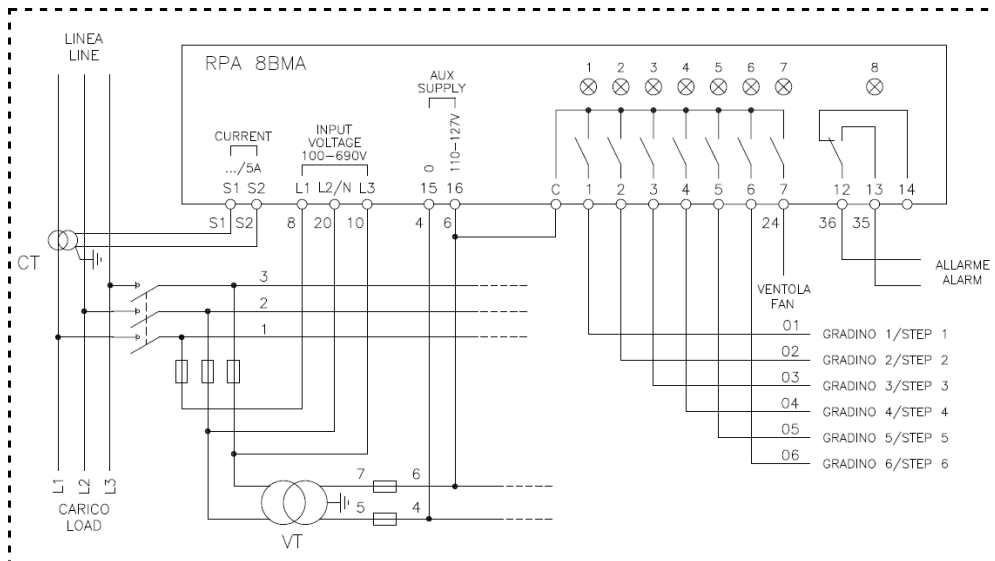 LINEA
LINE
RPA 8BMA
AUX
SUPPLY
1 2 3 4 5 6 7 8
CURRENT
.../5A
INPUT
VOLTAGE
100-690V
0
110-127V
S1 S2 L1 L2/N L3 15 16 C 1 2 3 4 5 6 7 12 13 14
S1 S2 8 20 10 4 6 24 36 35
CT
ALLARME
ALARM
VENTOLA
FAN
3
2
1
01 GRADINO 1/STEP 1
02 GRADINO 2/STEP 2
03 GRADINO 3/STEP 3
04 GRADINO 4/STEP 4
05 GRADINO 5/STEP 5
06 GRADINO 6/STEP 6
L1 L2 L3
CARICO
LOAD
7 6
5 4
VT